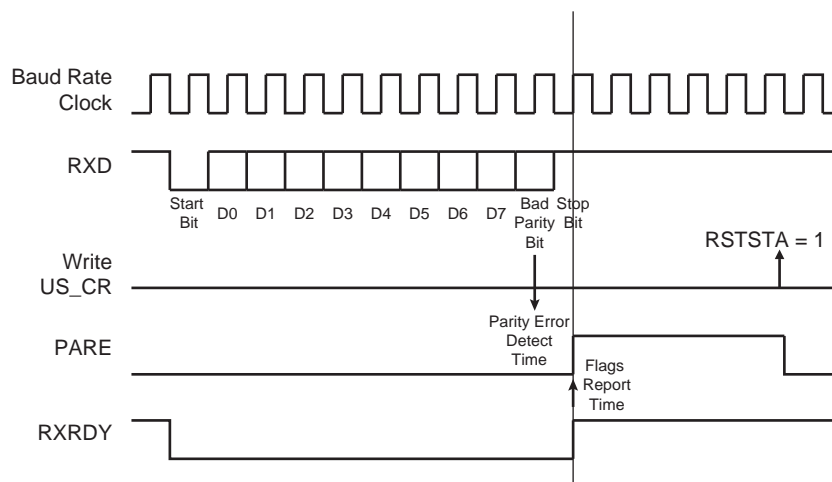 Baud Rate
Clock
RXD
Start
Bit
D0
D1
D2
D3
D4
D5
D6
D7
Bad
Parity
Bit
Stop
Bit
Write
US_CR
RSTSTA = 1
Parity Error
Detect
Time
PARE
Flags
Report
Time
RXRDY